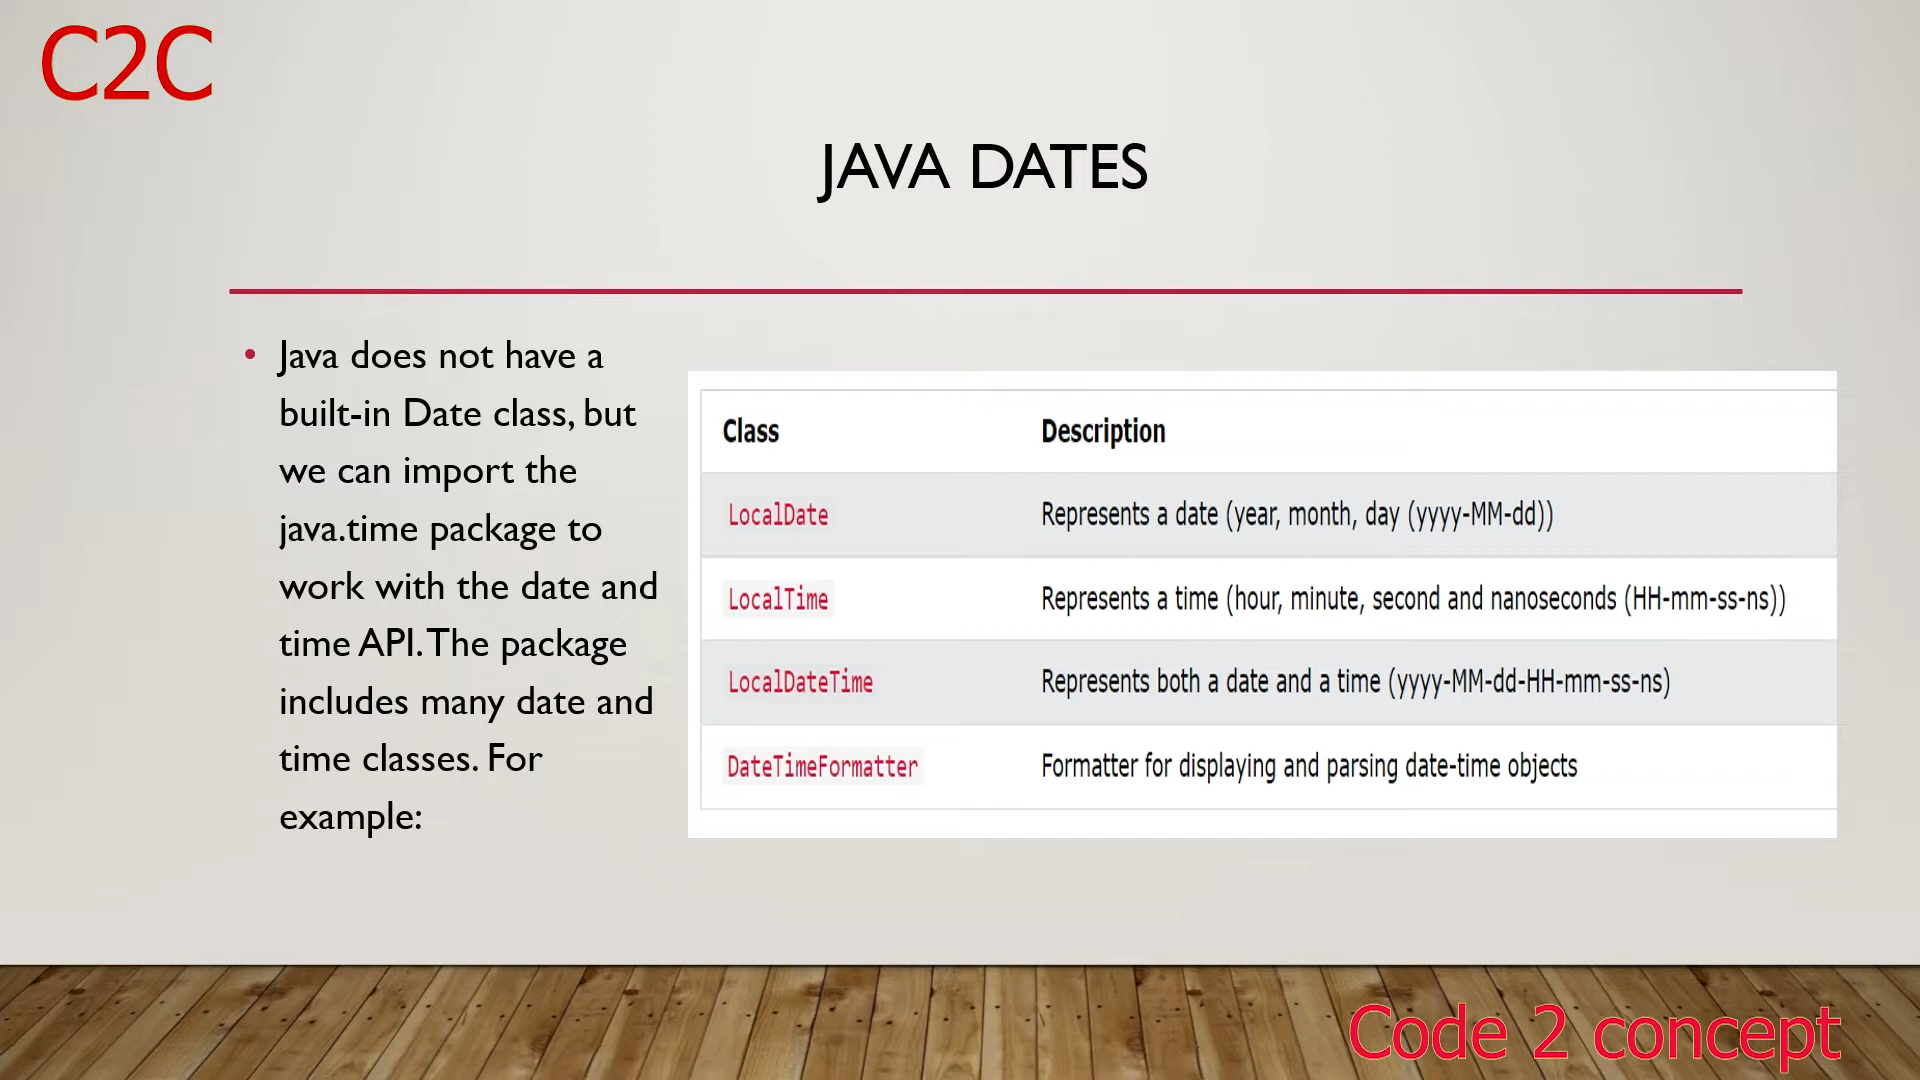 C2C
JAVA DATES
• Java does not have a
built-in Date class, but
we can import the
java.time package to
work with the date and
time API. The package
includes many date and
time classes. For
example:
Class Description
LocalDate Represents a date (year, month, day (yyyy-MM-dd))
LocalTime Represents a time (hour, minute, second and nanoseconds (HH-mm-ss-ns))
LocalDateTime Represents both a date and a time (yyyy-MM-dd-HH-mm-ss-ns)
DateTimeFormatter Formatter for displaying and parsing date-time objects
Code 2 concept